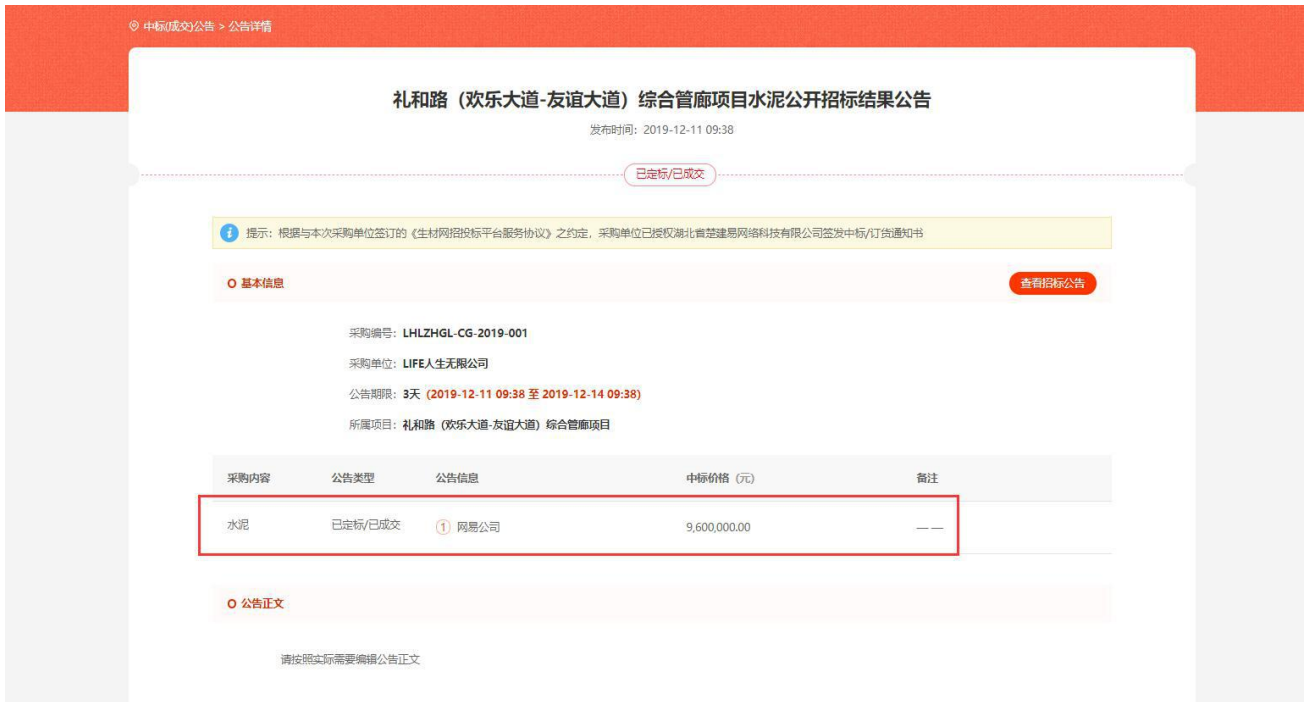 中标(成交)公告 > 公告详情
礼和路（欢乐大道-友谊大道）综合管廊项目水泥公开招标结果公告
发布时间：2019-12-11 09:38
已定标/已成交
提示：根据与本次采购单位签订的《生材网招投标平台服务协议》之约定，采购单位已授权湖北省楚建易网络科技有限公司签发中标/订货通知书
基本信息
查看招标公告
采购编号：LHLZHGL-CG-2019-001
采购单位：LIFE人生无限公司
公告期限：3天（2019-12-11 09:38 至 2019-12-14 09:38）
所属项目：礼和路（欢乐大道-友谊大道）综合管廊项目
采购内容 公告类型 公告信息 中标价格（元） 备注
水泥 已定标/已成交 ① 网易公司 9,600,000.00 — —
公告正文
请按照实际需要编辑公告正文